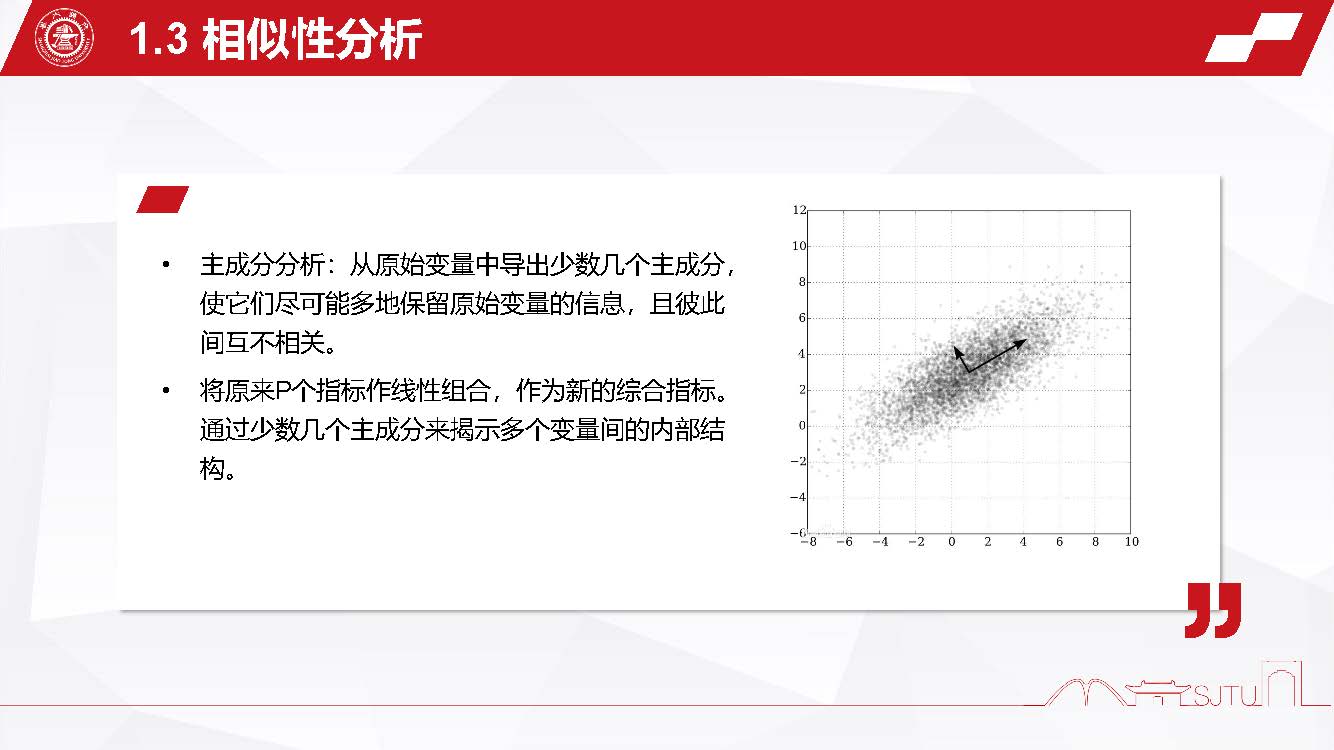 1.3 相似性分析
• 主成分分析：从原始变量中导出少数几个主成分，
使它们尽可能多地保留原始变量的信息，且彼此
间互不相关。
• 将原来P个指标作线性组合，作为新的综合指标。
通过少数几个主成分来揭示多个变量间的内部结
构。
12
10
8
6
4
2
0
−2
−4
−6
−8 −6 −4 −2 0 2 4 6 8 10
SJTU